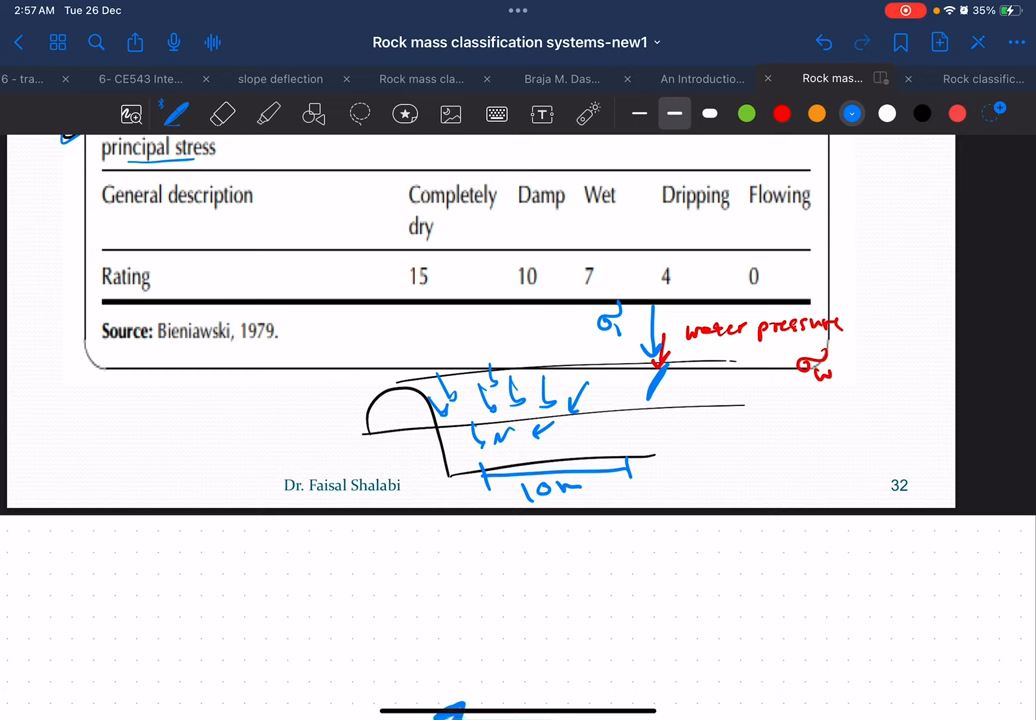 2:57 AM Tue 26 Dec
35%
Rock mass classification systems-new1
6 - tra...
6- CE543 Inte...
slope deflection
Rock mass cla...
Braja M. Das...
An Introductio...
Rock mas...
Rock classific...
principal stress
General description Completely dry Damp Wet Dripping Flowing
Rating 15 10 7 4 0
Source: Bieniawski, 1979.
σ1
water pressure
σw
10m
Dr. Faisal Shalabi
32